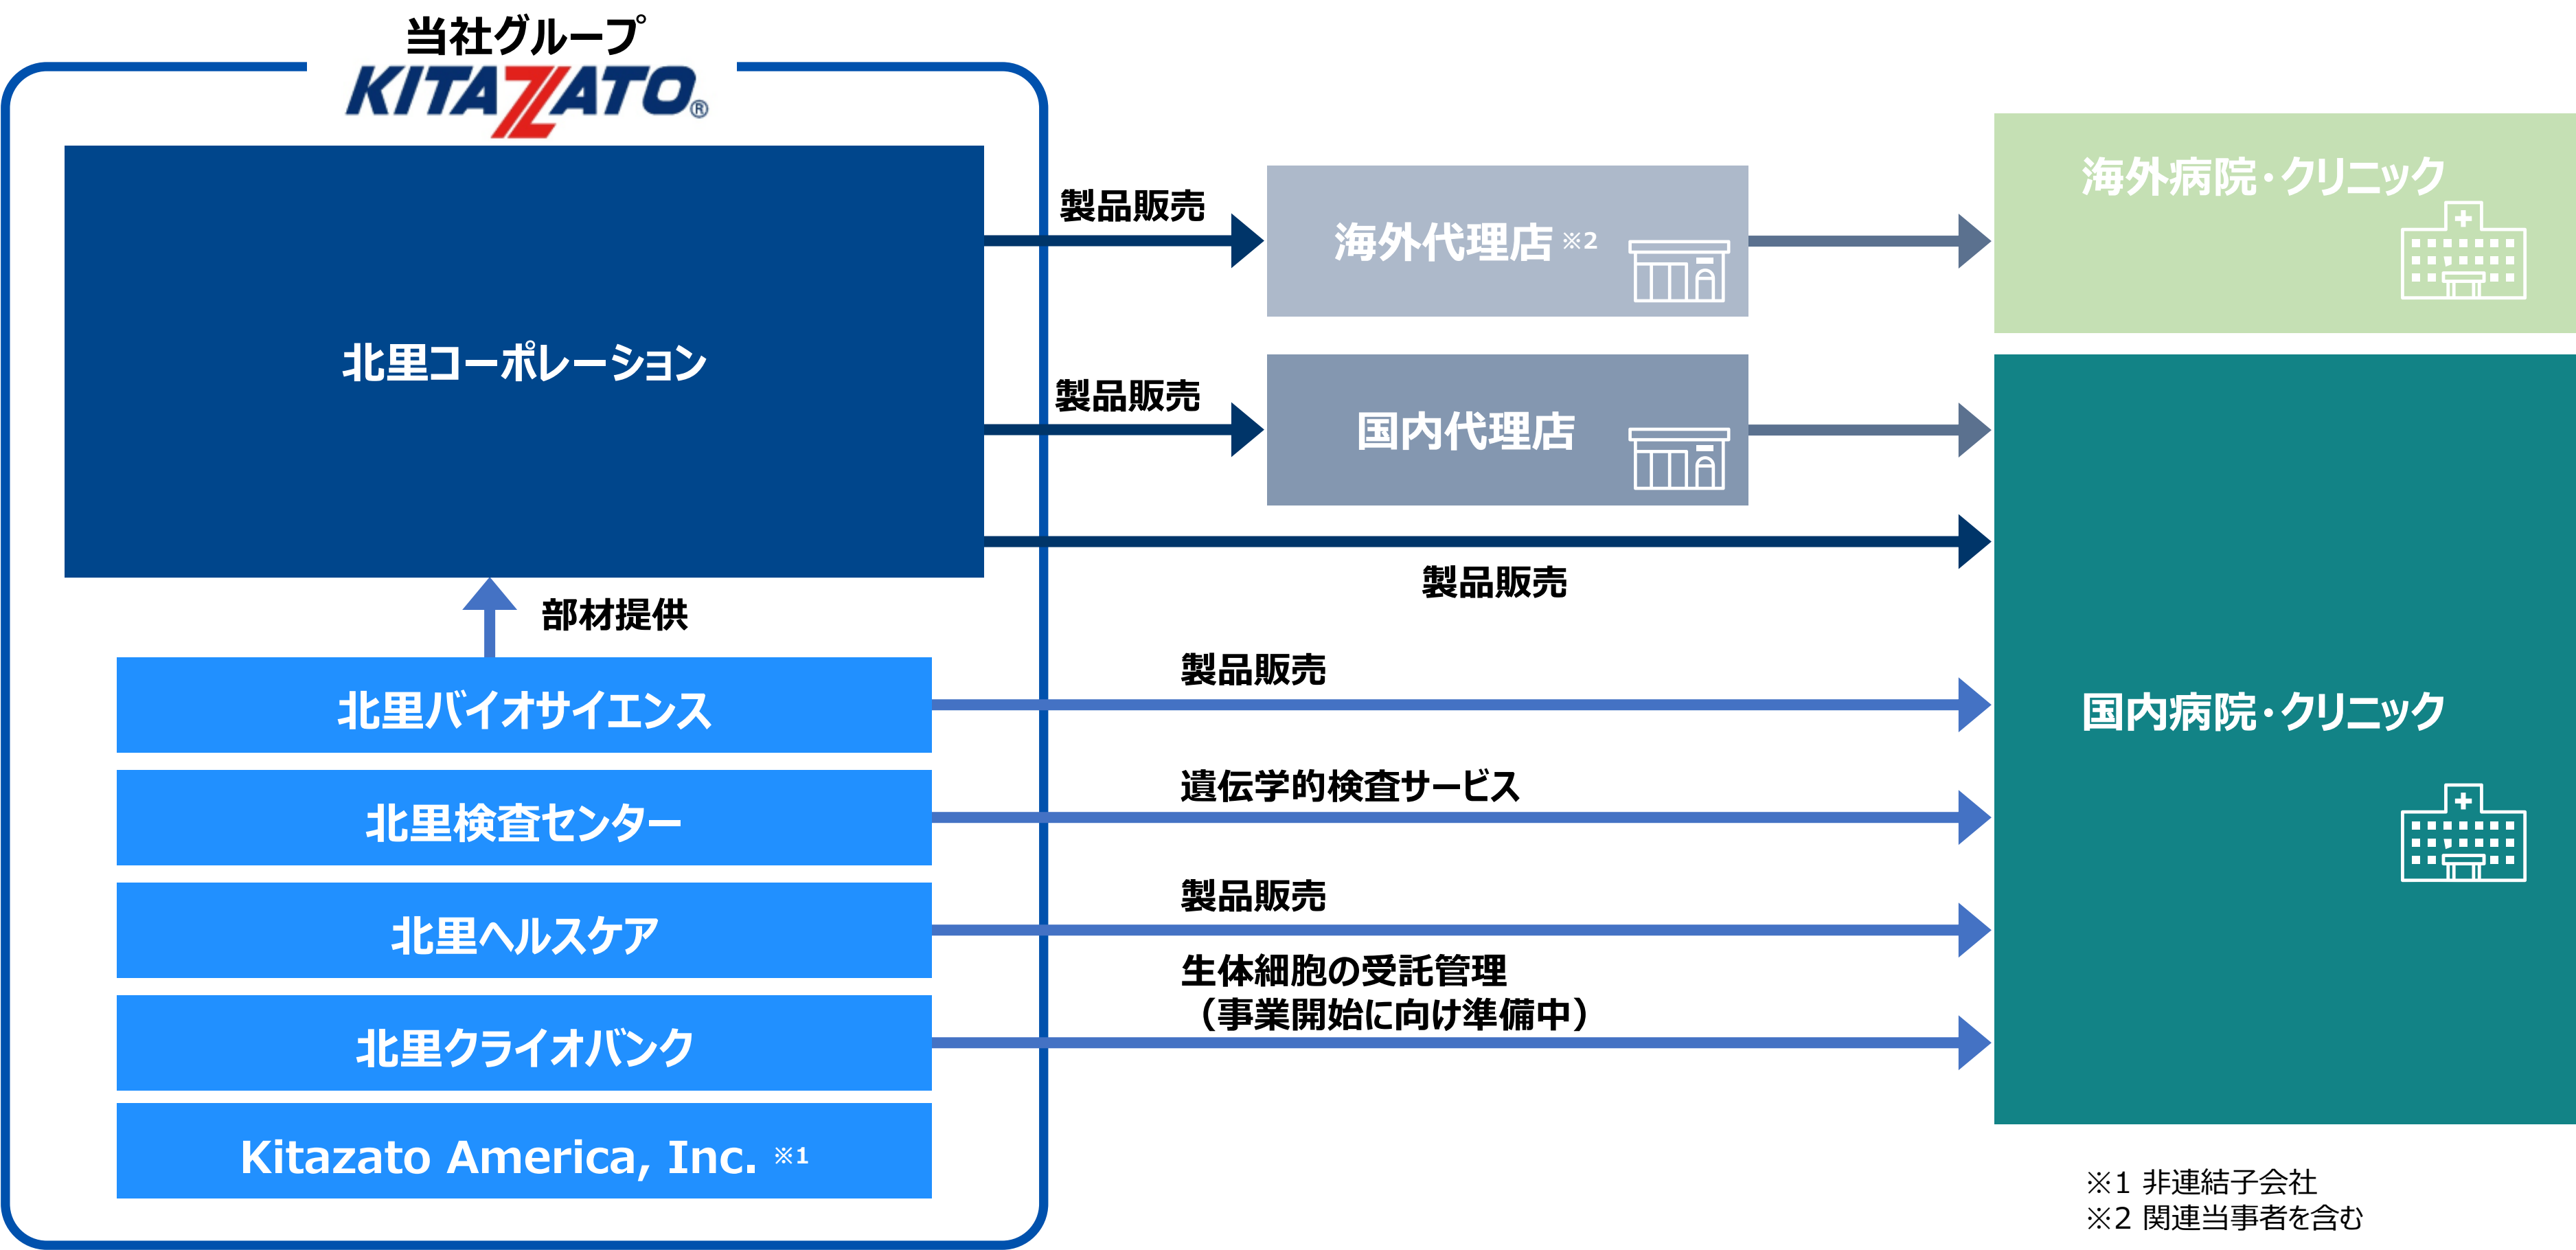 当社グループ
KITAZATO®
北里コーポレーション
製品販売
海外代理店 ※2
海外病院・クリニック
製品販売
国内代理店
製品販売
部材提供
北里バイオサイエンス
製品販売
国内病院・クリニック
北里検査センター
遺伝学的検査サービス
北里ヘルスケア
製品販売
北里クライオバンク
生体細胞の受託管理
（事業開始に向け準備中）
Kitazato America, Inc. ※1
※1 非連結子会社
※2 関連当事者を含む